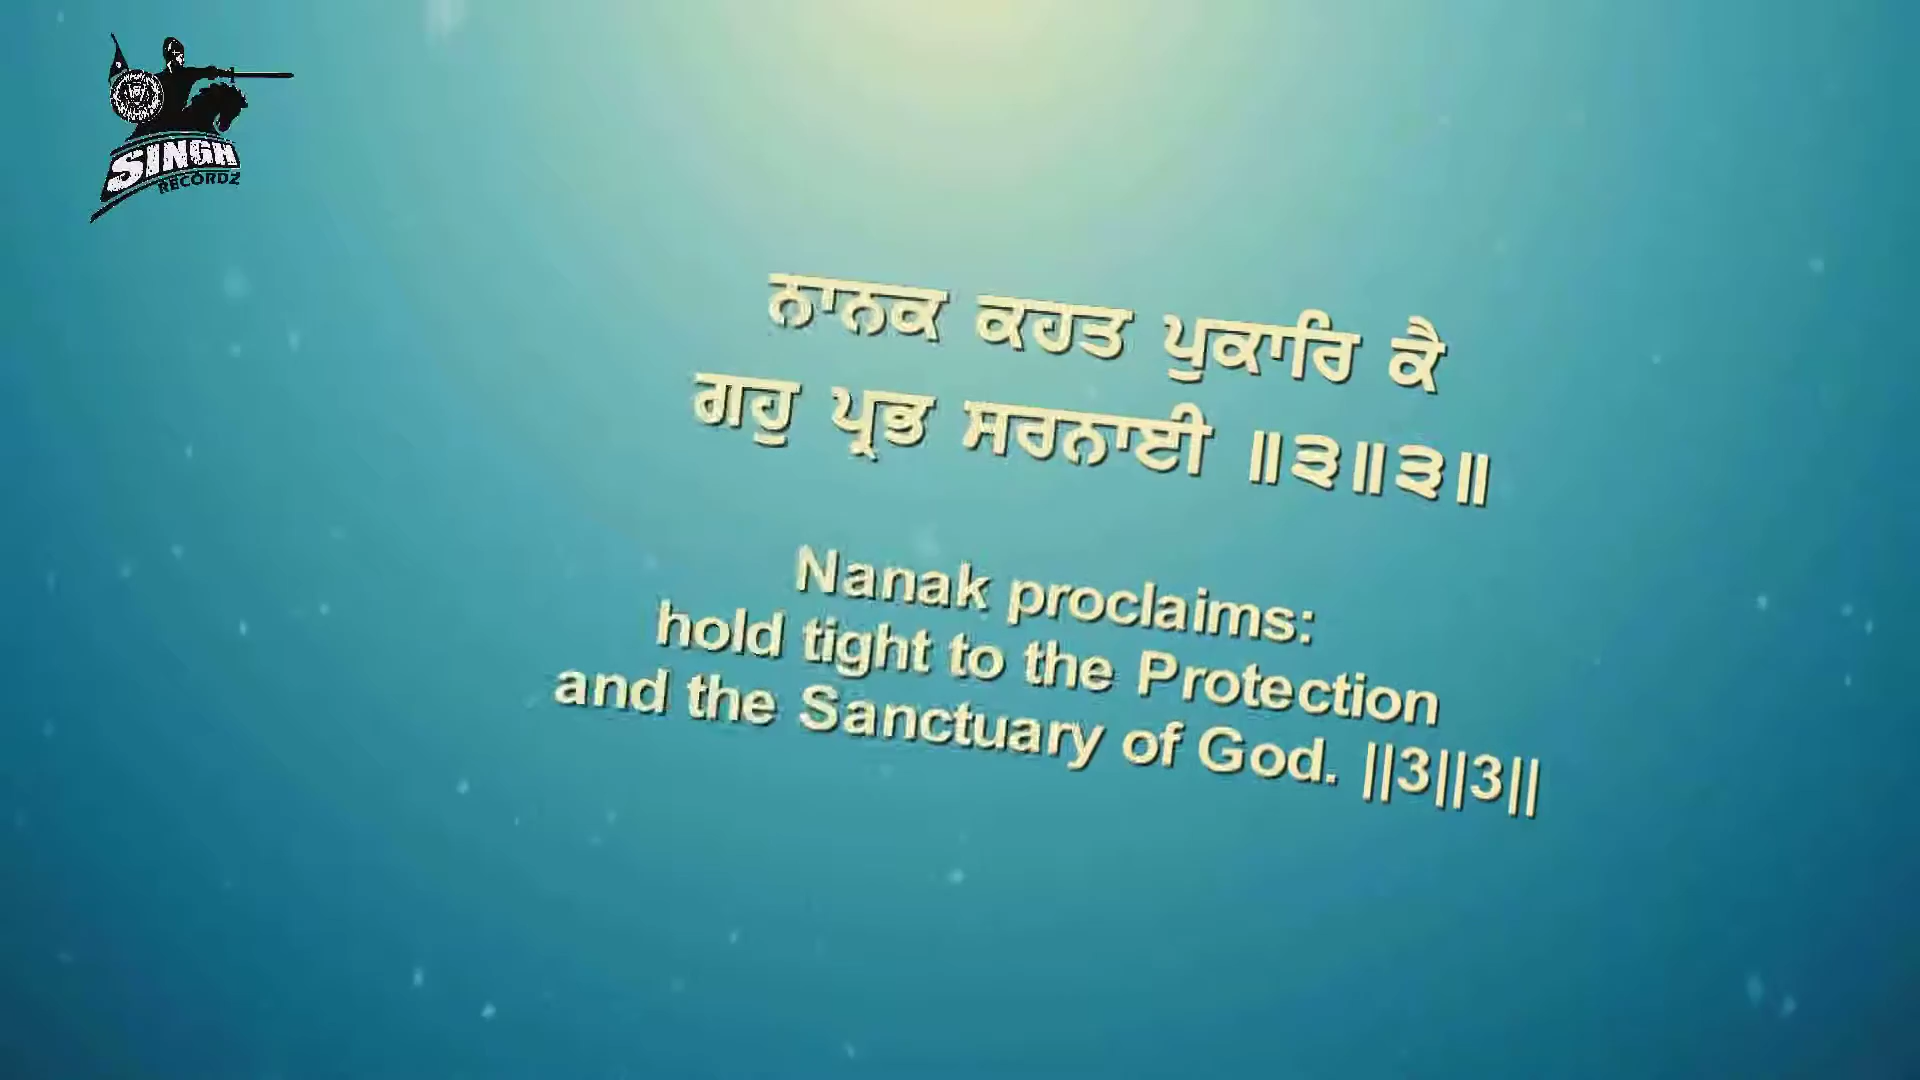 SINGH
RECORDZ
ਨਾਨਕ ਕਹਤ ਪੁਕਾਰਿ ਕੈ
ਗਹੁ ਪ੍ਰਭ ਸਰਨਾਈ ॥੩॥੩॥
Nanak proclaims:
hold tight to the Protection
and the Sanctuary of God. ||3||3||